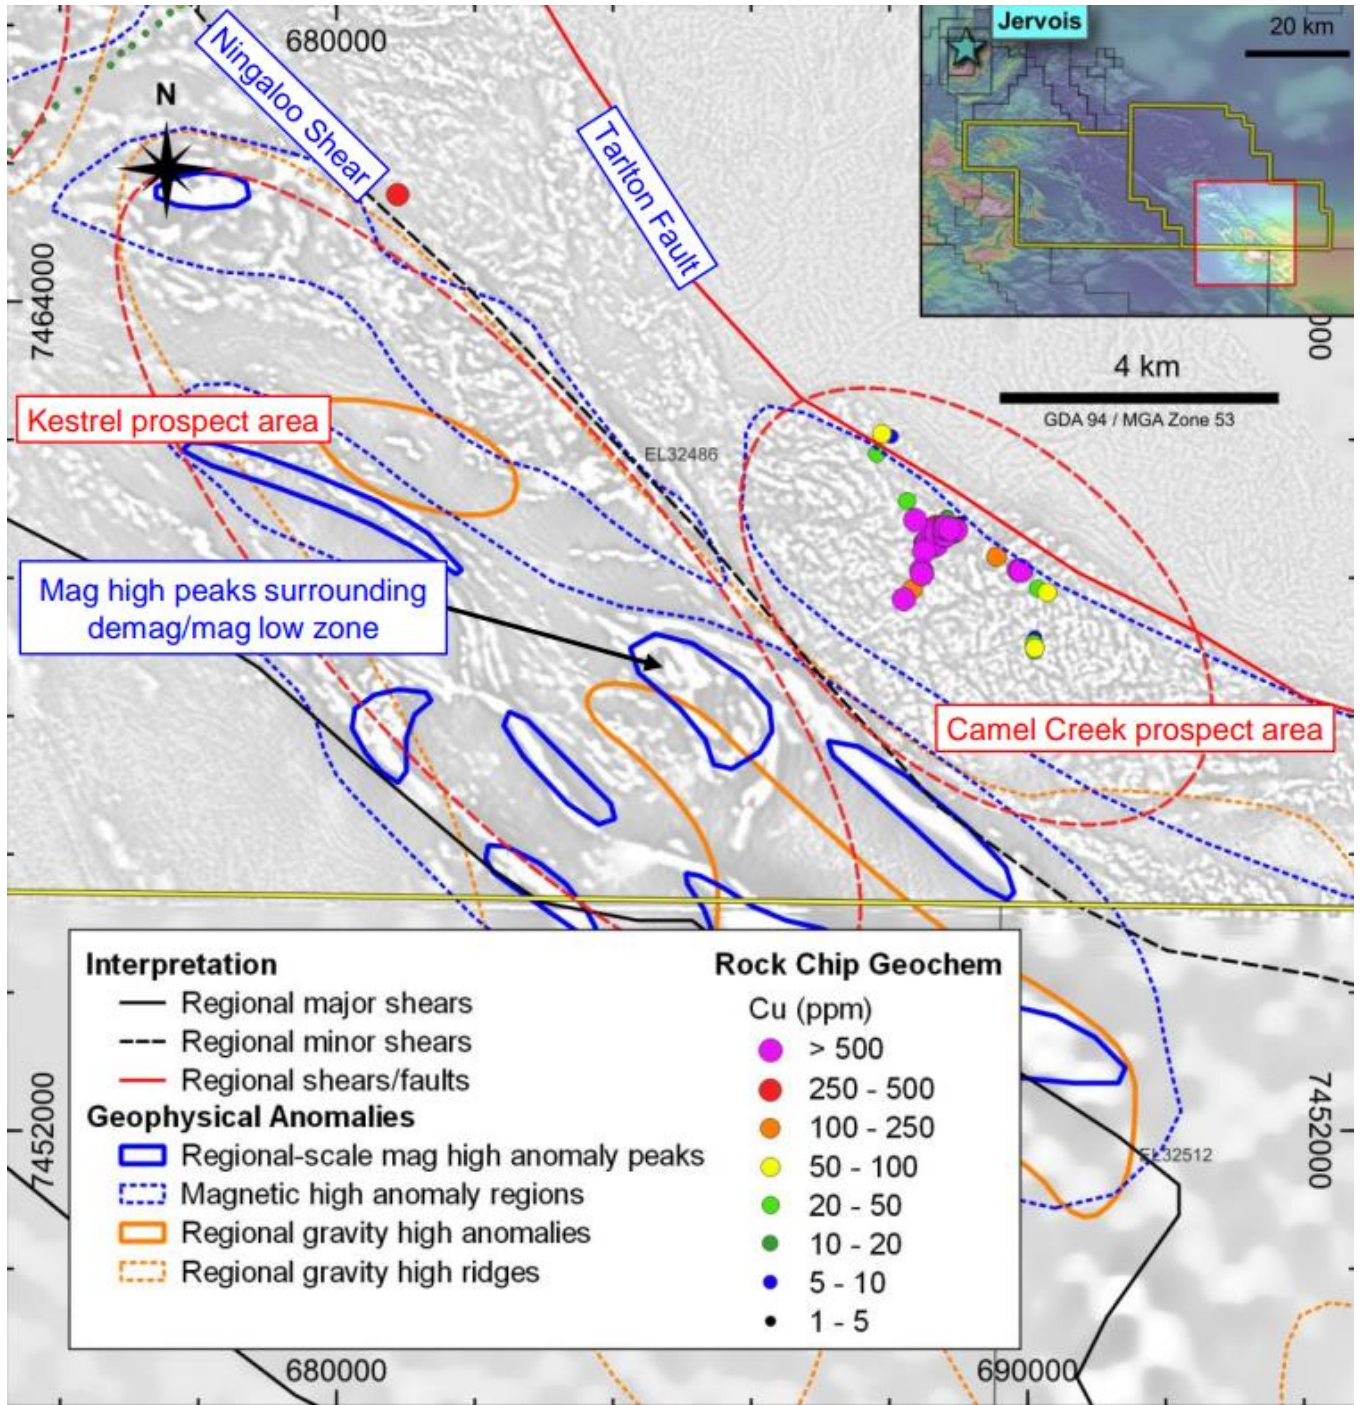 680000
Jervois
20 km
N
Ningaloo Shear
Tarlton Fault
7464000
000
4 km
GDA 94 / MGA Zone 53
Kestrel prospect area
EL32486
Mag high peaks surrounding
demag/mag low zone
Camel Creek prospect area
Interpretation
Regional major shears
Regional minor shears
Regional shears/faults
Geophysical Anomalies
Regional-scale mag high anomaly peaks
Magnetic high anomaly regions
Regional gravity high anomalies
Regional gravity high ridges
Rock Chip Geochem
Cu (ppm)
> 500
250 - 500
100 - 250
50 - 100
20 - 50
10 - 20
5 - 10
1 - 5
7452000
7452000
EL32512
680000
690000